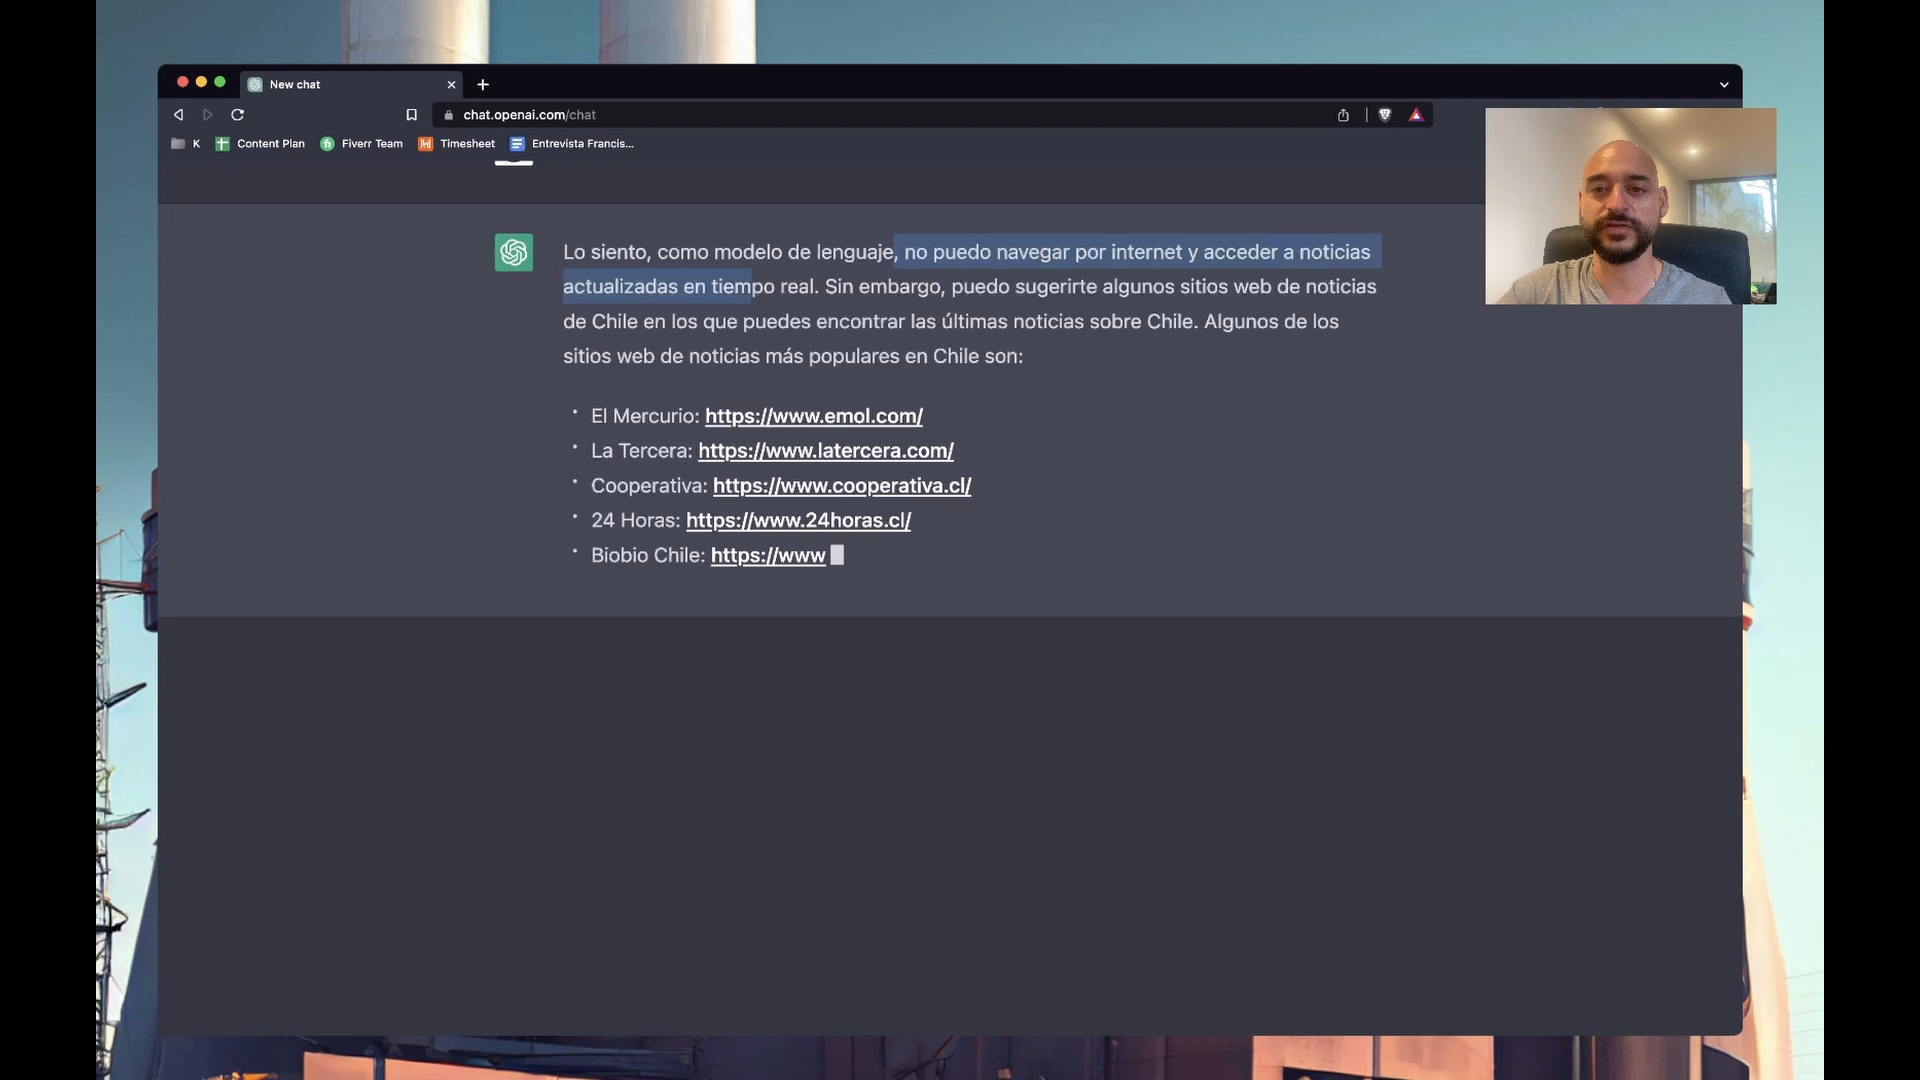 New chat
chat.openai.com/chat
K Content Plan Fiverr Team Timesheet Entrevista Francis...
Lo siento, como modelo de lenguaje, no puedo navegar por internet y acceder a noticias
actualizadas en tiempo real. Sin embargo, puedo sugerirte algunos sitios web de noticias
de Chile en los que puedes encontrar las últimas noticias sobre Chile. Algunos de los
sitios web de noticias más populares en Chile son:
• El Mercurio: https://www.emol.com/
• La Tercera: https://www.latercera.com/
• Cooperativa: https://www.cooperativa.cl/
• 24 Horas: https://www.24horas.cl/
• Biobio Chile: https://www